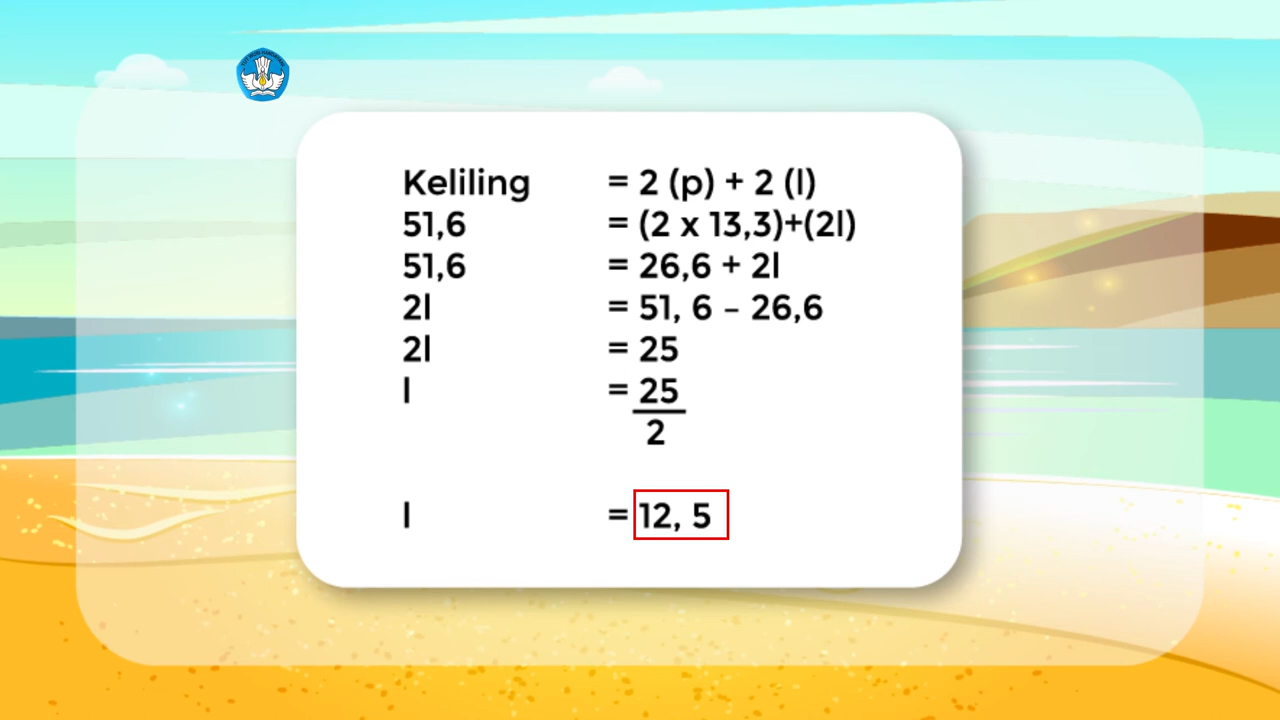 Keliling = 2 (p) + 2 (l)
51,6 = (2 x 13,3)+(2l)
51,6 = 26,6 + 2l
2l = 51, 6 – 26,6
2l = 25
l = 25
2
l = 12, 5